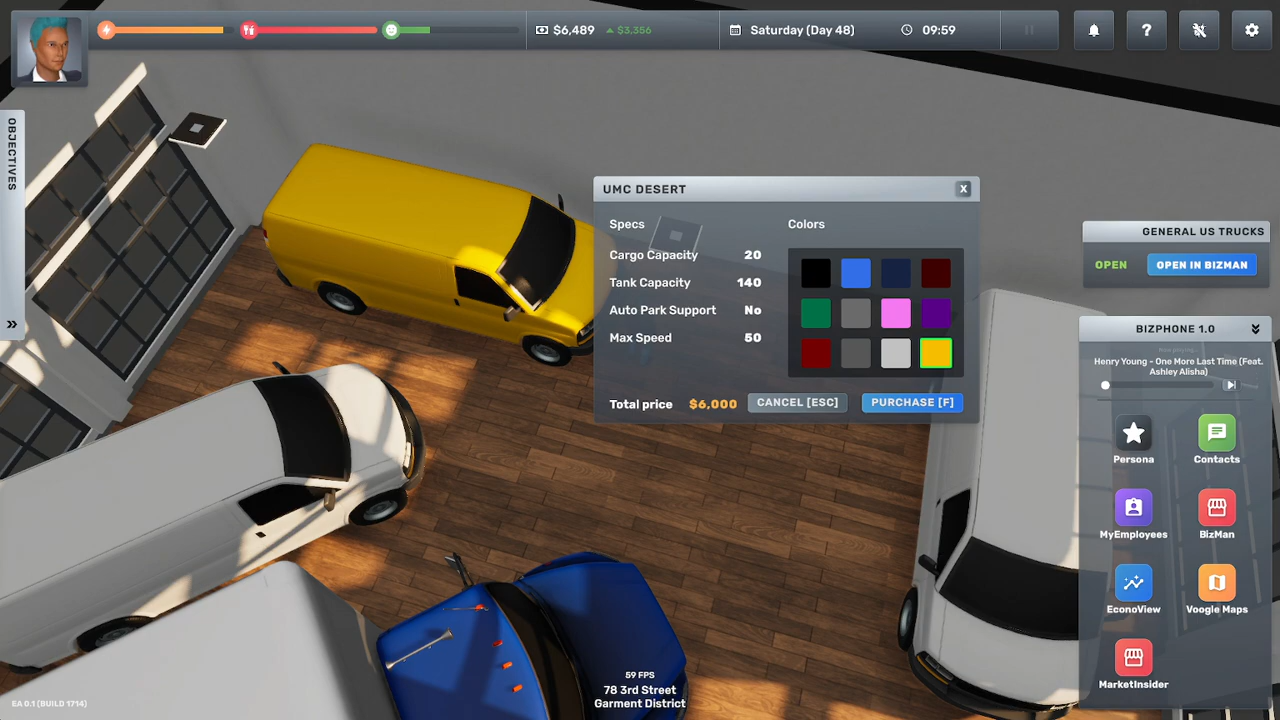 $6,489
$3,356
Saturday (Day 48)
09:59
?
OBJECTIVES
»
UMC DESERT
X
Specs
Colors
Cargo Capacity 20
Tank Capacity 140
Auto Park Support No
Max Speed 50
Total price $6,000
CANCEL [ESC]
PURCHASE [F]
GENERAL US TRUCKS
OPEN
OPEN IN BIZMAN
BIZPHONE 1.0
Henry Young - One More Last Time (Feat.
Ashley Alisha)
Persona
Contacts
MyEmployees
BizMan
EconoView
Voogle Maps
MarketInsider
59 FPS
78 3rd Street
Garment District
EA 0.1 (BUILD 1714)